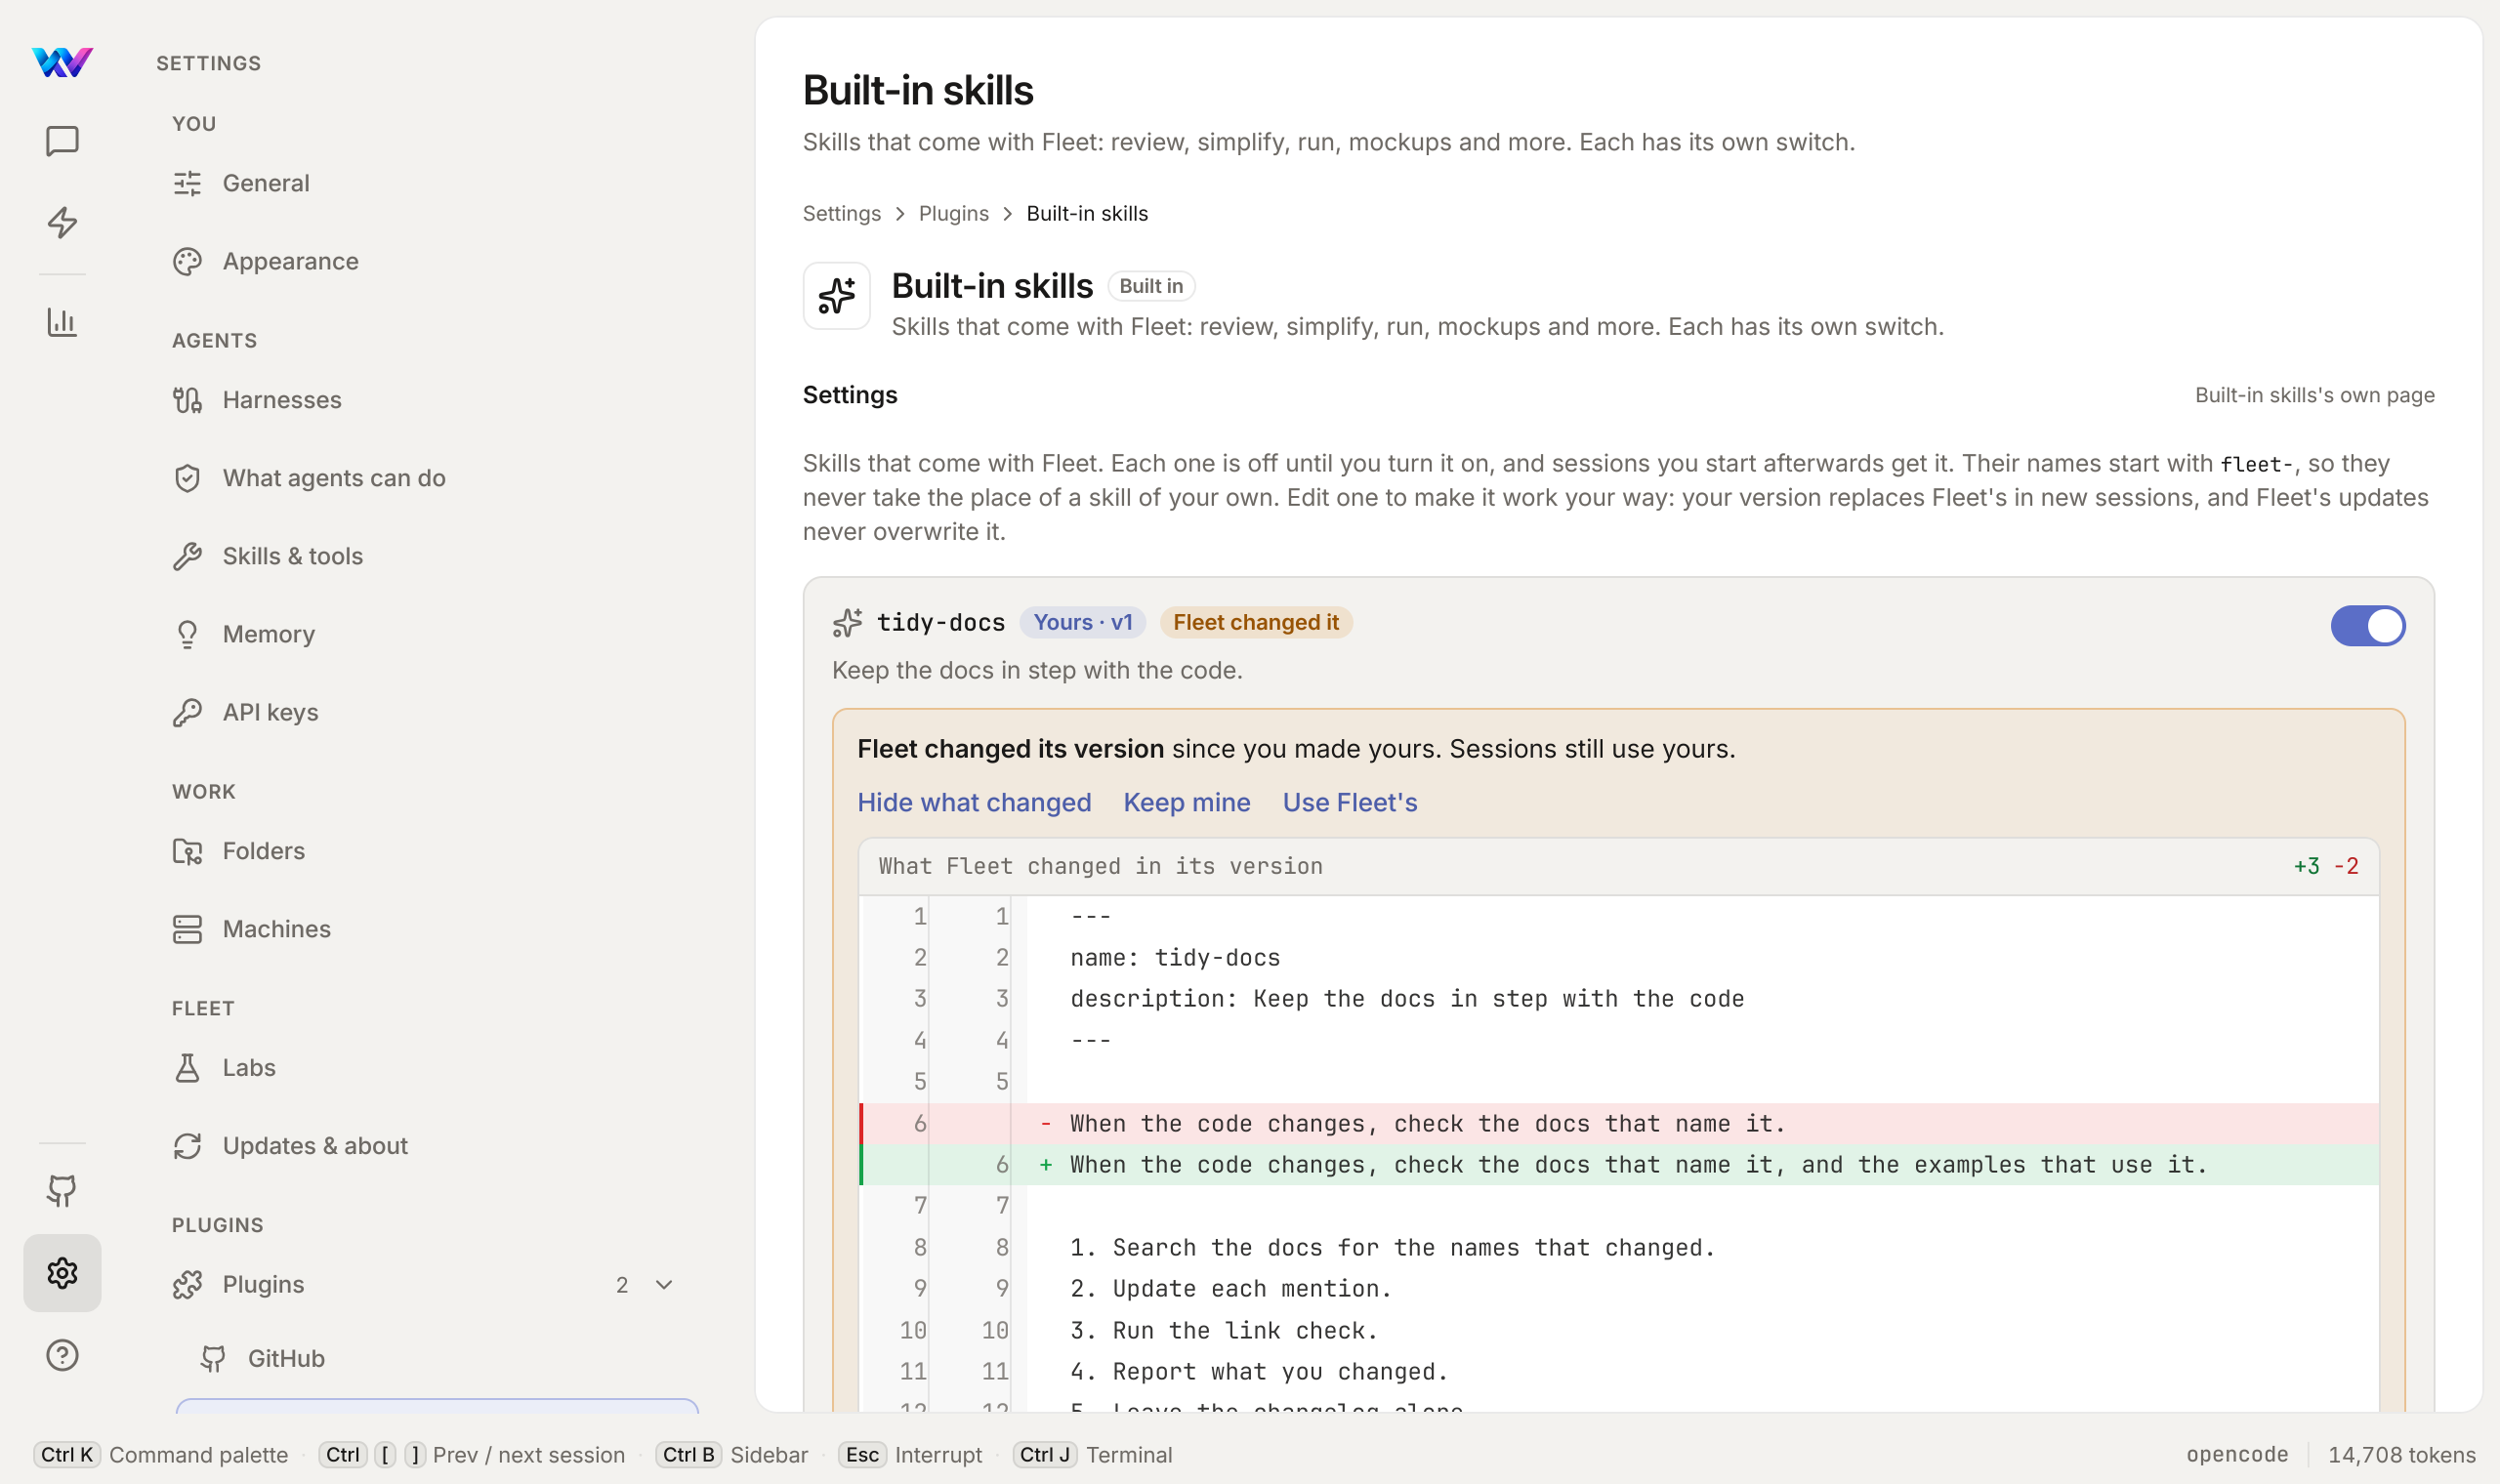 SETTINGS
YOU
General
Appearance
AGENTS
Harnesses
What agents can do
Skills & tools
Memory
API keys
WORK
Folders
Machines
FLEET
Labs
Updates & about
PLUGINS
Plugins 2
GitHub
Built-in skills
Skills that come with Fleet: review, simplify, run, mockups and more. Each has its own switch.
Settings > Plugins > Built-in skills
Built-in skills Built in
Skills that come with Fleet: review, simplify, run, mockups and more. Each has its own switch.
Settings Built-in skills's own page
Skills that come with Fleet. Each one is off until you turn it on, and sessions you start afterwards get it. Their names start with fleet-, so they
never take the place of a skill of your own. Edit one to make it work your way: your version replaces Fleet's in new sessions, and Fleet's updates
never overwrite it.
tidy-docs Yours · v1 Fleet changed it
Keep the docs in step with the code.
Fleet changed its version since you made yours. Sessions still use yours.
Hide what changed Keep mine Use Fleet's
What Fleet changed in its version +3 -2
1 1 ---
2 2 name: tidy-docs
3 3 description: Keep the docs in step with the code
4 4 ---
5 5
6 - When the code changes, check the docs that name it.
6 + When the code changes, check the docs that name it, and the examples that use it.
7 7
8 8 1. Search the docs for the names that changed.
9 9 2. Update each mention.
10 10 3. Run the link check.
11 11 4. Report what you changed.
12 12 5. Leave the changelog alone
Ctrl K Command palette · Ctrl [ ] Prev / next session · Ctrl B Sidebar · Esc Interrupt · Ctrl J Terminal
opencode 14,708 tokens